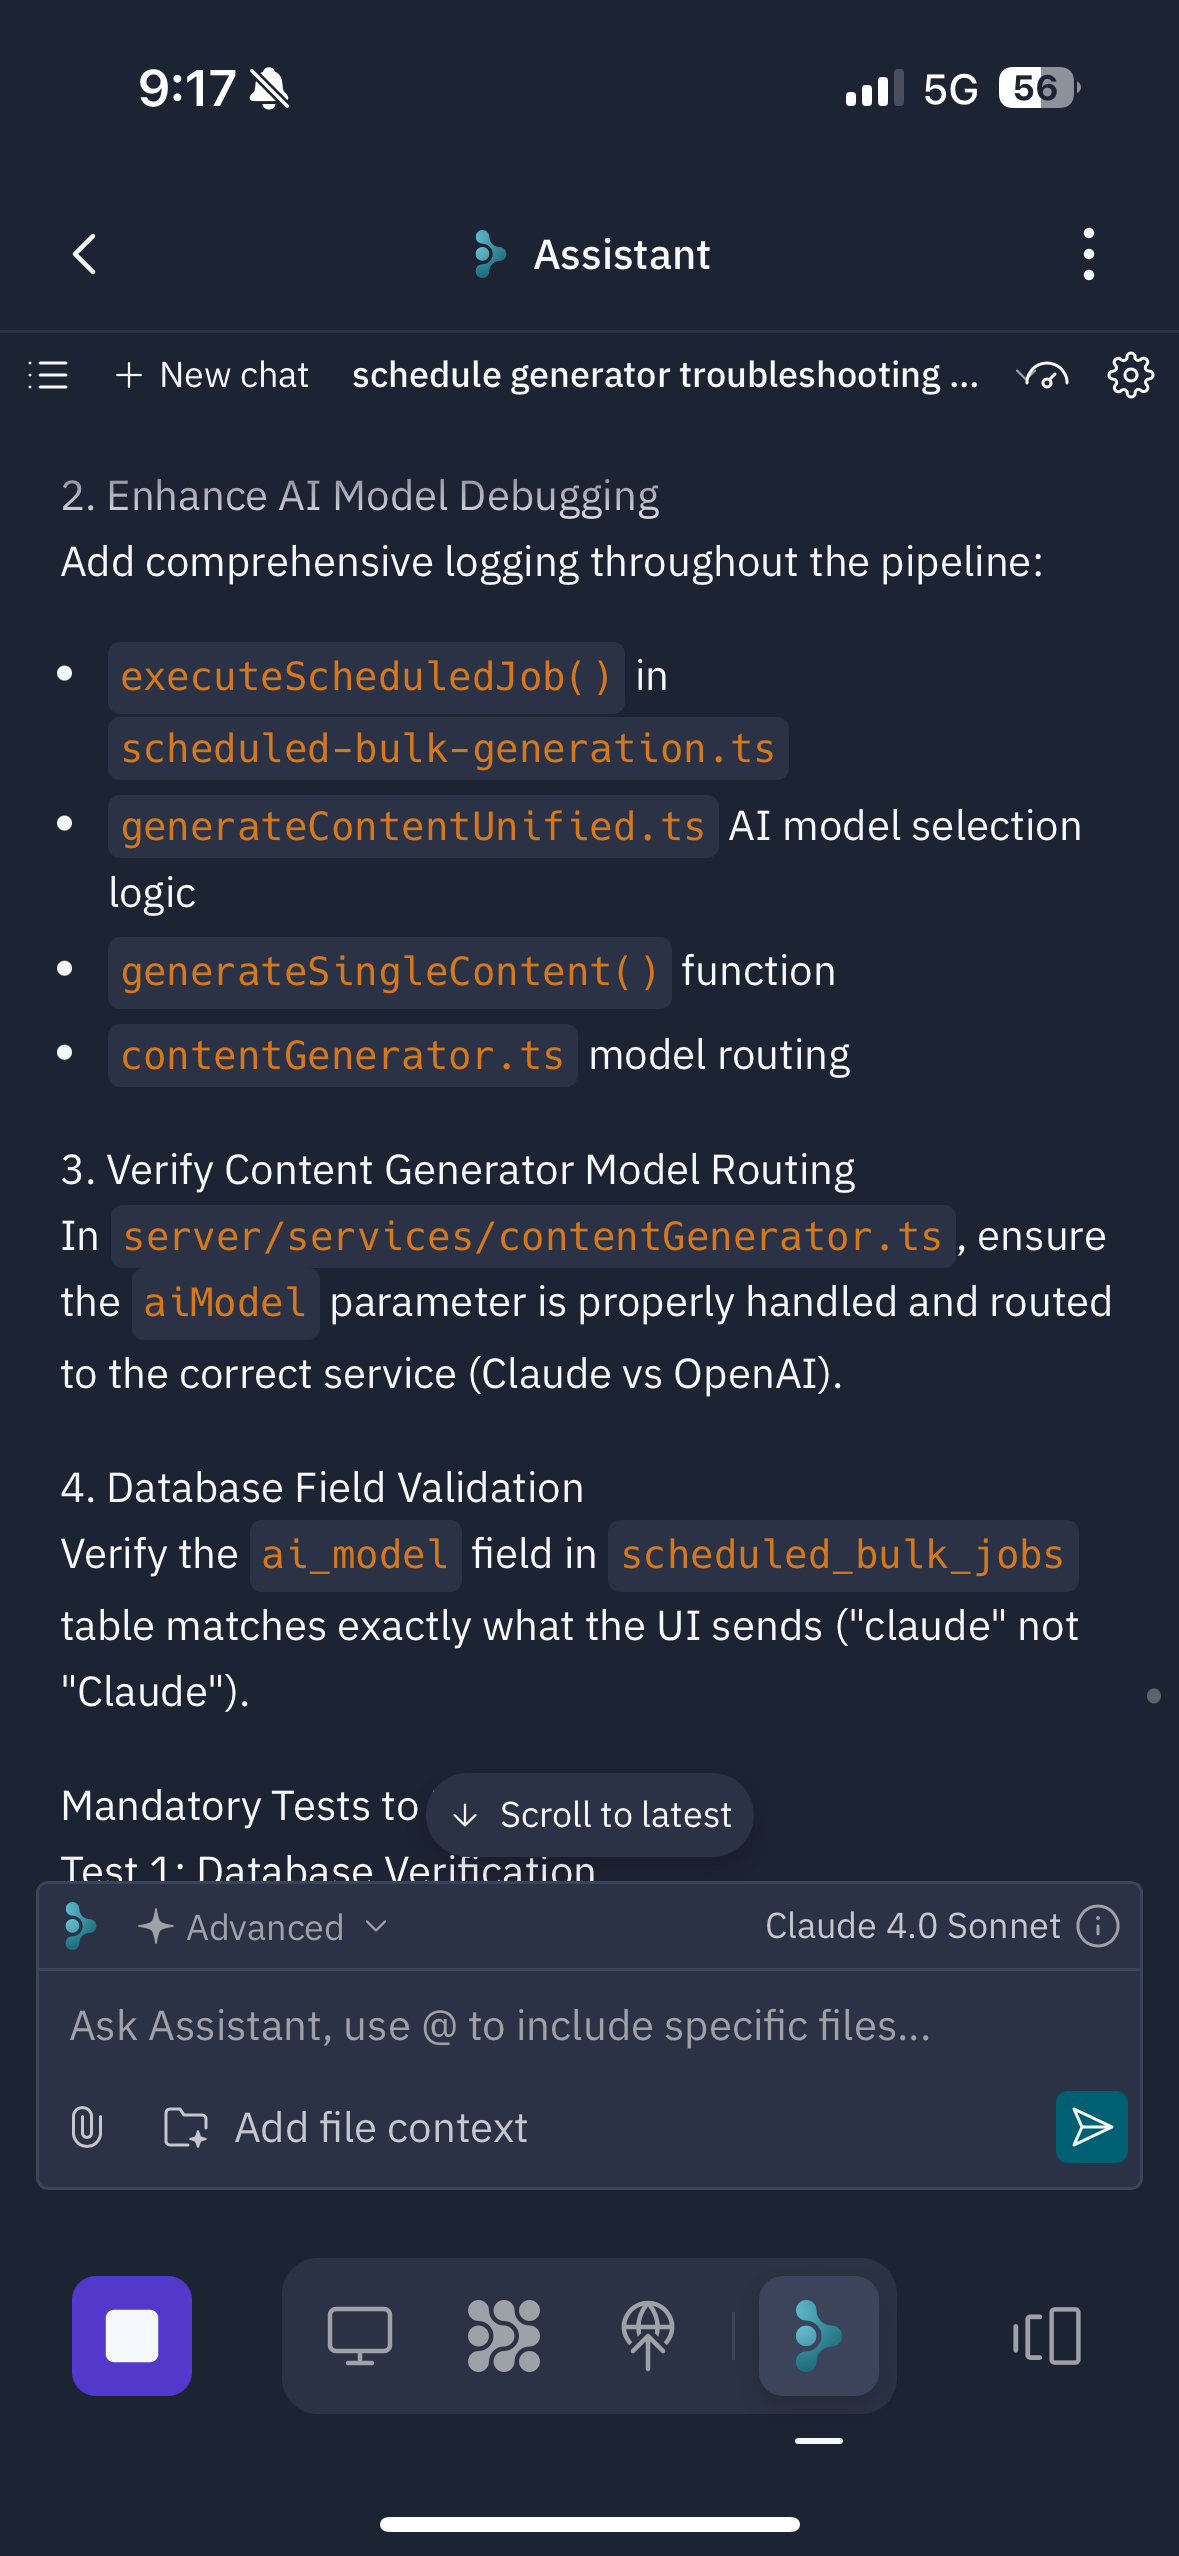 9:17
5G
56
Assistant
+ New chat
schedule generator troubleshooting ...
2. Enhance AI Model Debugging
Add comprehensive logging throughout the pipeline:
• executeScheduledJob() in
scheduled-bulk-generation.ts
• generateContentUnified.ts AI model selection
logic
• generateSingleContent() function
• contentGenerator.ts model routing
3. Verify Content Generator Model Routing
In server/services/contentGenerator.ts, ensure
the aiModel parameter is properly handled and routed
to the correct service (Claude vs OpenAI).
4. Database Field Validation
Verify the ai_model field in scheduled_bulk_jobs
table matches exactly what the UI sends ("claude" not
"Claude").
Mandatory Tests to
Scroll to latest
Test 1: Database Verification
Advanced
Claude 4.0 Sonnet
Ask Assistant, use @ to include specific files...
Add file context